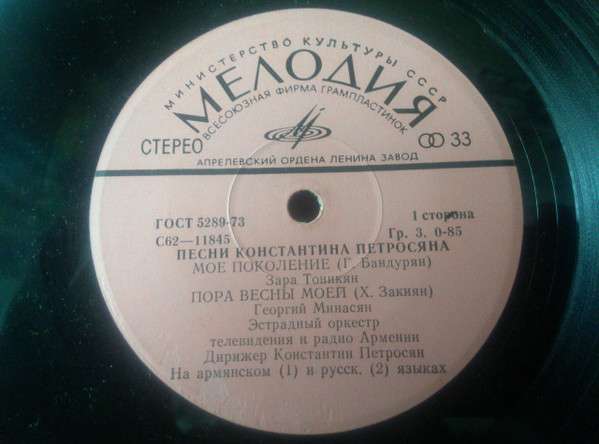 МИНИСТЕРСТВО КУЛЬТУРЫ СССР
МЕЛОДИЯ
ВСЕСОЮЗНАЯ ФИРМА ГРАМПЛАСТИНОК
СТЕРЕО 33
АПРЕЛЕВСКИЙ ОРДЕНА ЛЕНИНА ЗАВОД
ГОСТ 5289-73 1 сторона
С62—11845 Гр. 3. 0-85
ПЕСНИ КОНСТАНТИНА ПЕТРОСЯНА
МОЕ ПОКОЛЕНИЕ (Г. Бандурян)
Зара Тоникян
ПОРА ВЕСНЫ МОЕЙ (Х. Закиян)
Георгий Минасян
Эстрадный оркестр
телевидения и радио Армении
Дирижер Константин Петросян
На армянском (1) и русск. (2) языках